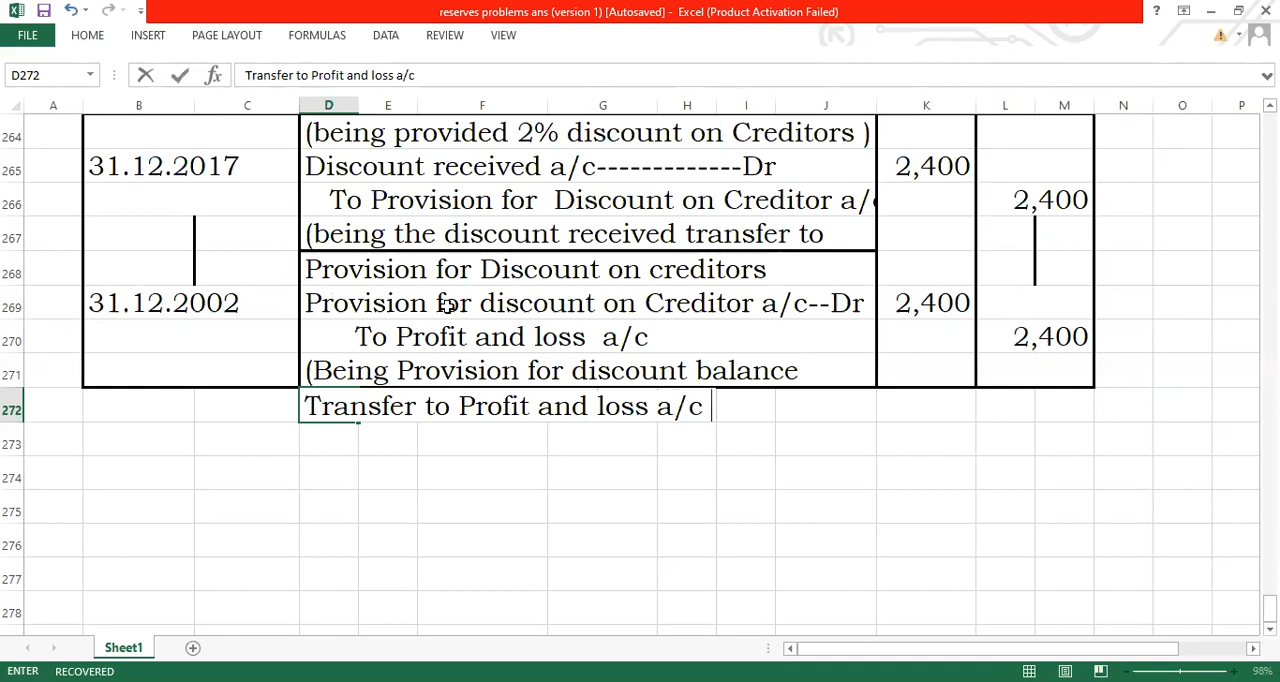 reserves problems ans (version 1) [Autosaved] - Excel (Product Activation Failed)
FILE HOME INSERT PAGE LAYOUT FORMULAS DATA REVIEW VIEW
D272 fx Transfer to Profit and loss a/c
A B C D E F G H I J K L M N O P
264 (being provided 2% discount on Creditors )
265 31.12.2017 Discount received a/c-------------Dr 2,400
266 To Provision for Discount on Creditor a/c 2,400
267 (being the discount received transfer to
268 Provision for Discount on creditors
269 31.12.2002 Provision for discount on Creditor a/c--Dr 2,400
270 To Profit and loss a/c 2,400
271 (Being Provision for discount balance
272 Transfer to Profit and loss a/c
273
274
275
276
277
278
Sheet1
ENTER RECOVERED 98%